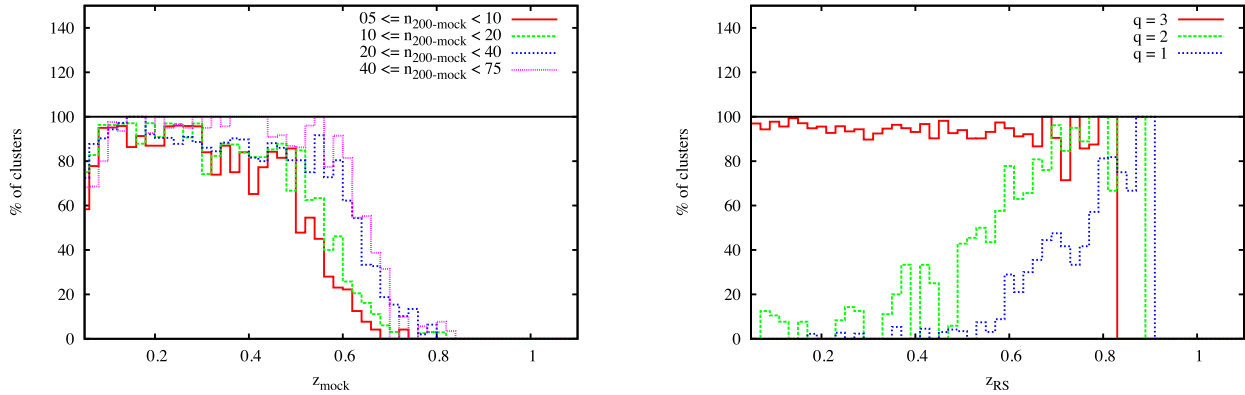 140
120
100
80
60
40
20
0
% of clusters
05 <= n200-mock < 10
10 <= n200-mock < 20
20 <= n200-mock < 40
40 <= n200-mock < 75
0.2 0.4 0.6 0.8 1
zmock
140
120
100
80
60
40
20
0
% of clusters
q = 3
q = 2
q = 1
0.2 0.4 0.6 0.8 1
zRS